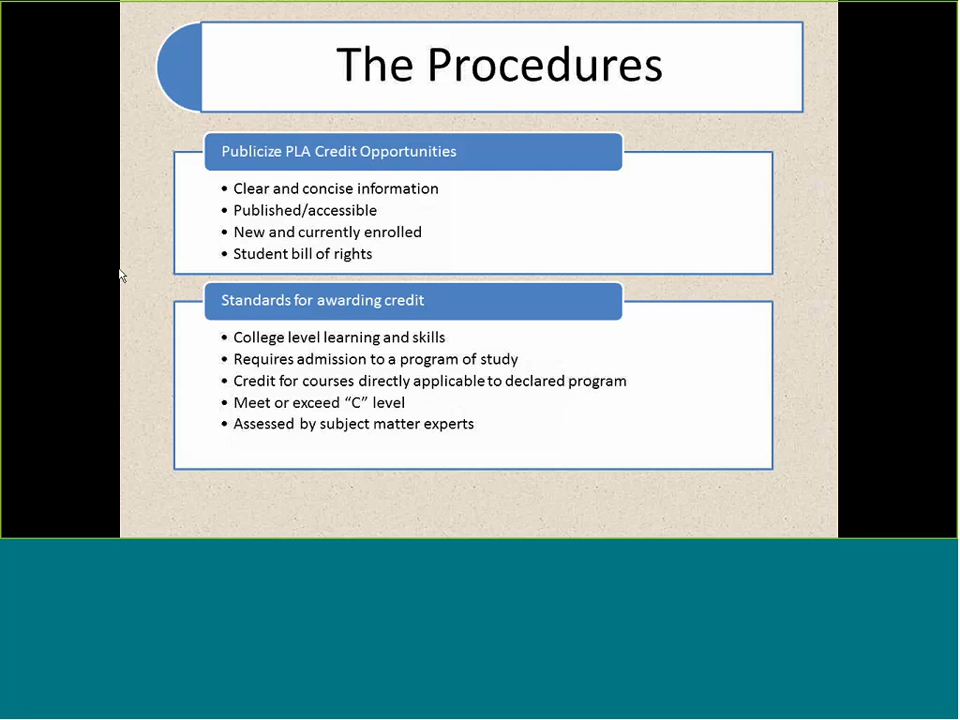 The Procedures
Publicize PLA Credit Opportunities
• Clear and concise information
• Published/accessible
• New and currently enrolled
• Student bill of rights
Standards for awarding credit
• College level learning and skills
• Requires admission to a program of study
• Credit for courses directly applicable to declared program
• Meet or exceed “C” level
• Assessed by subject matter experts